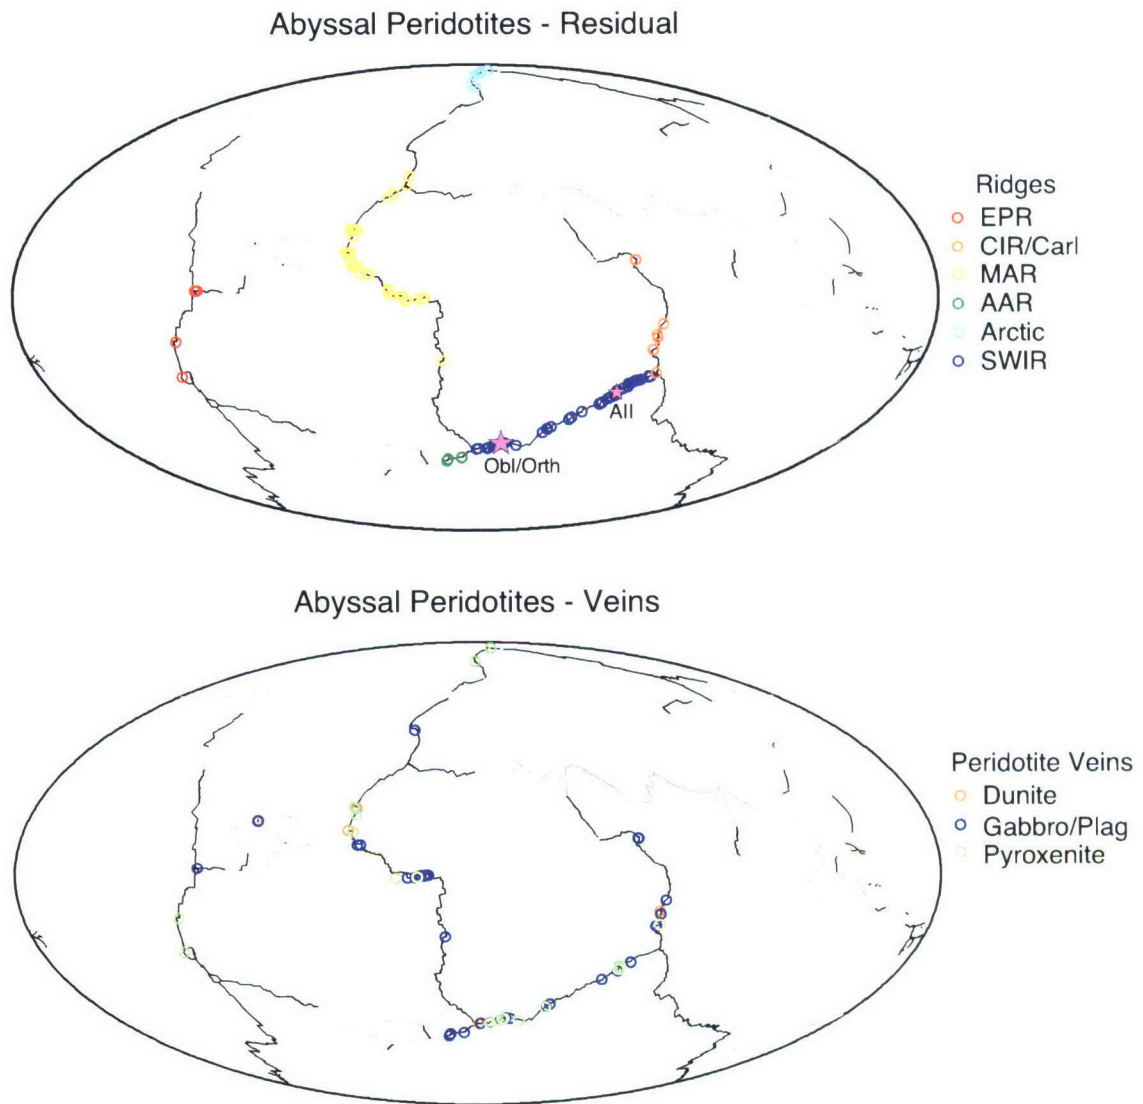 Abyssal Peridotites - Residual
Ridges
EPR
CIR/Carl
MAR
AAR
Arctic
SWIR
AII
Obl/Orth
Abyssal Peridotites - Veins
Peridotite Veins
Dunite
Gabbro/Plag
Pyroxenite